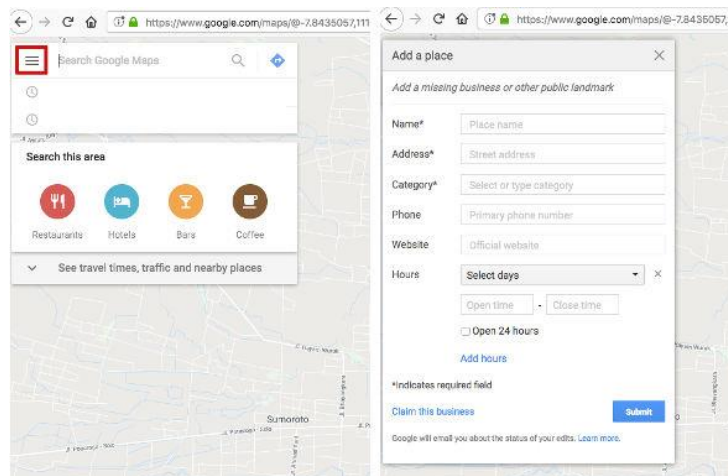 https://www.google.com/maps/@-7.8435057,111
Search Google Maps
Search this area
Restaurants Hotels Bars Coffee
See travel times, traffic and nearby places
Sumoroto
https://www.google.com/maps/@-7.8435057,
Add a place
Add a missing business or other public landmark
Name* Place name
Address* Street address
Category* Select or type category
Phone Primary phone number
Website Official website
Hours Select days
Open time - Close time
Open 24 hours
Add hours
*Indicates required field
Claim this business Submit
Google will email you about the status of your edits. Learn more.